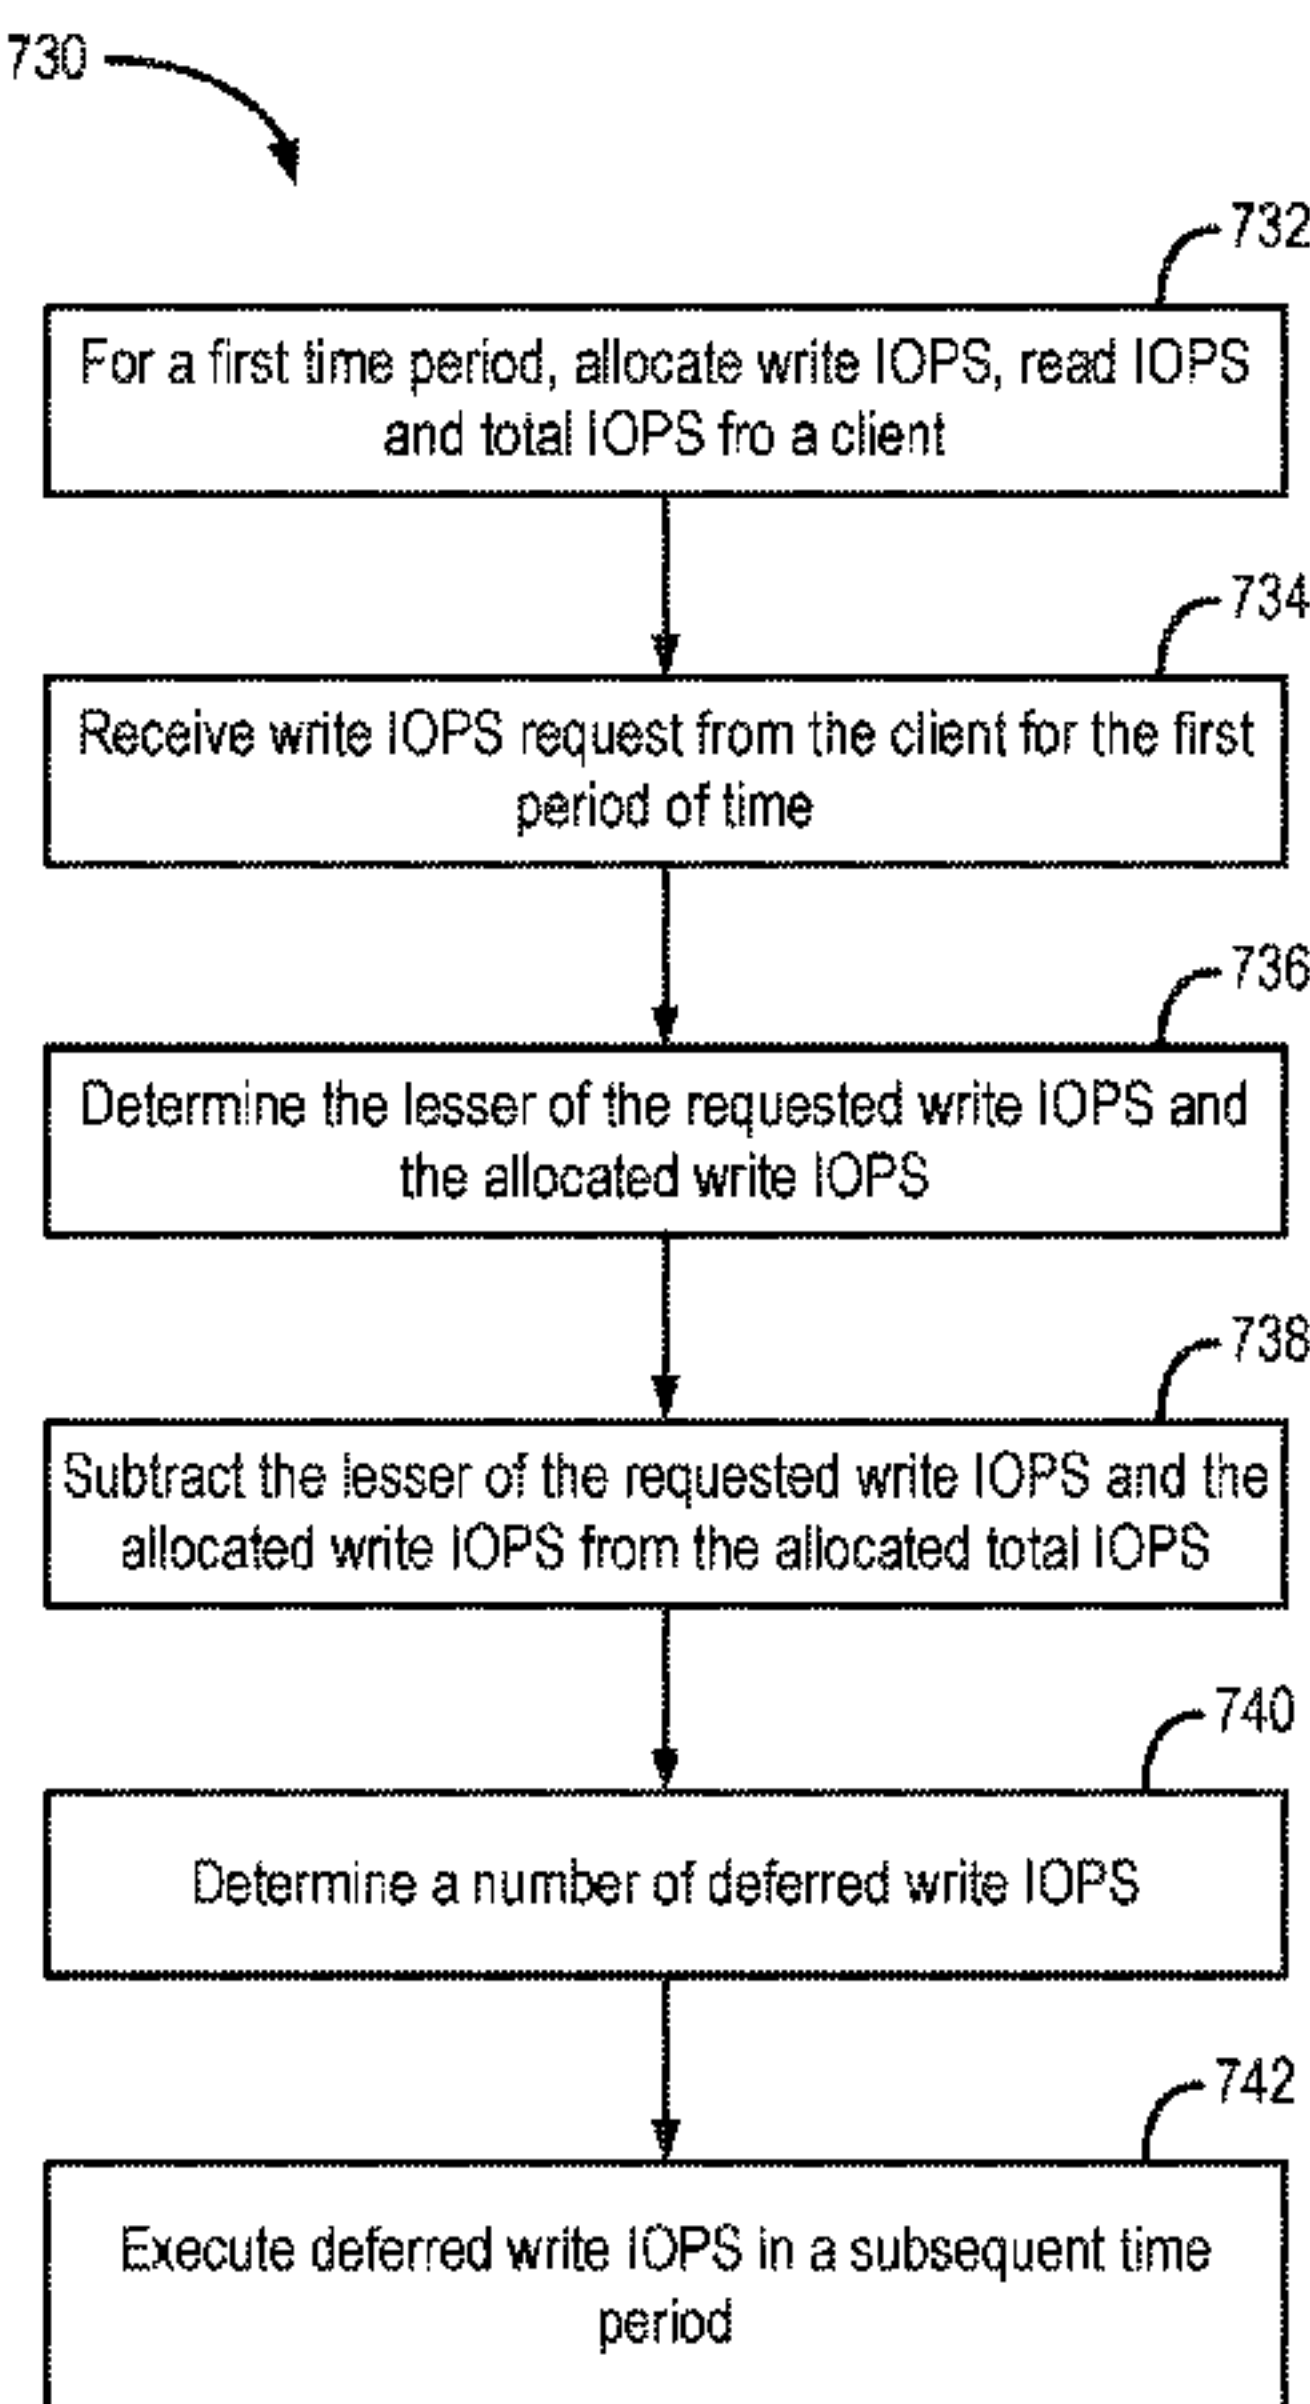 730
732
For a first time period, allocate write IOPS, read IOPS
and total IOPS fro a client
734
Receive write IOPS request from the client for the first
period of time
736
Determine the lesser of the requested write IOPS and
the allocated write IOPS
738
Subtract the lesser of the requested write IOPS and the
allocated write IOPS from the allocated total IOPS
740
Determine a number of deferred write IOPS
742
Execute deferred write IOPS in a subsequent time
period